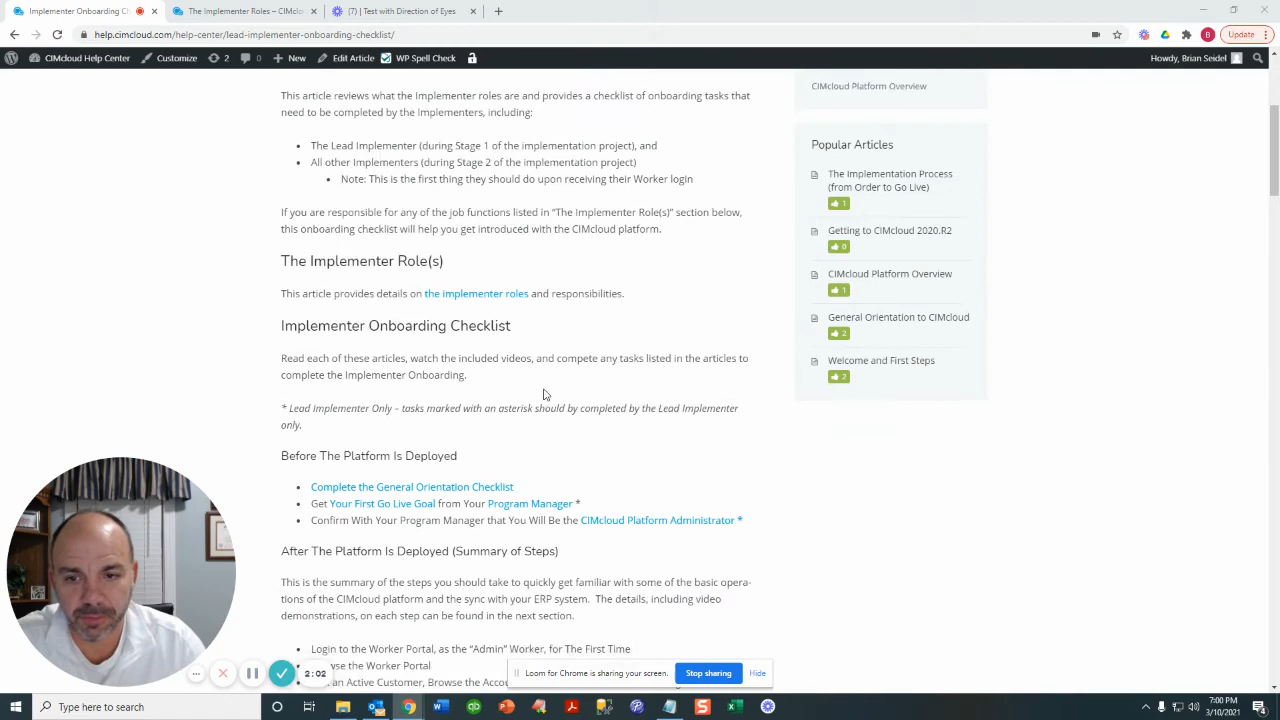 Implementer Onboarding Ch
The Implementer Roles – CIMclou
(7) | Test with Direction of Eyes
help.cimcloud.com/help-center/lead-implementer-onboarding-checklist/
B
Update
CIMcloud Help Center
Customize
2
0
New
Edit Article
WP Spell Check
Howdy, Brian Seidel
This article reviews what the Implementer roles are and provides a checklist of onboarding tasks that
need to be completed by the Implementers, including:
• The Lead Implementer (during Stage 1 of the implementation project), and
• All other Implementers (during Stage 2 of the implementation project)
• Note: This is the first thing they should do upon receiving their Worker login
If you are responsible for any of the job functions listed in “The Implementer Role(s)” section below,
this onboarding checklist will help you get introduced with the CIMcloud platform.
The Implementer Role(s)
This article provides details on the implementer roles and responsibilities.
Implementer Onboarding Checklist
Read each of these articles, watch the included videos, and compete any tasks listed in the articles to
complete the Implementer Onboarding.
* Lead Implementer Only – tasks marked with an asterisk should by completed by the Lead Implementer
only.
Before The Platform Is Deployed
• Complete the General Orientation Checklist
• Get Your First Go Live Goal from Your Program Manager *
• Confirm With Your Program Manager that You Will Be the CIMcloud Platform Administrator *
After The Platform Is Deployed (Summary of Steps)
This is the summary of the steps you should take to quickly get familiar with some of the basic opera-
tions of the CIMcloud platform and the sync with your ERP system. The details, including video
demonstrations, on each step can be found in the next section.
Login to the Worker Portal, as the “Admin” Worker, for The First Time
the Worker Portal
an Active Customer, Browse the
CIMcloud Platform Overview
Popular Articles
The Implementation Process
(from Order to Go Live)
1
Getting to CIMcloud 2020.R2
0
CIMcloud Platform Overview
1
General Orientation to CIMcloud
2
Welcome and First Steps
2
2:02
Loom for Chrome is sharing your screen.
Stop sharing
Hide
Type here to search
7:00 PM
3/10/2021
4